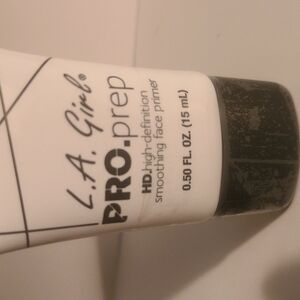 L.A. Girl®
PRO.prep
HD.high-definition
smoothing face primer
0.50 FL. OZ. (15 mL)